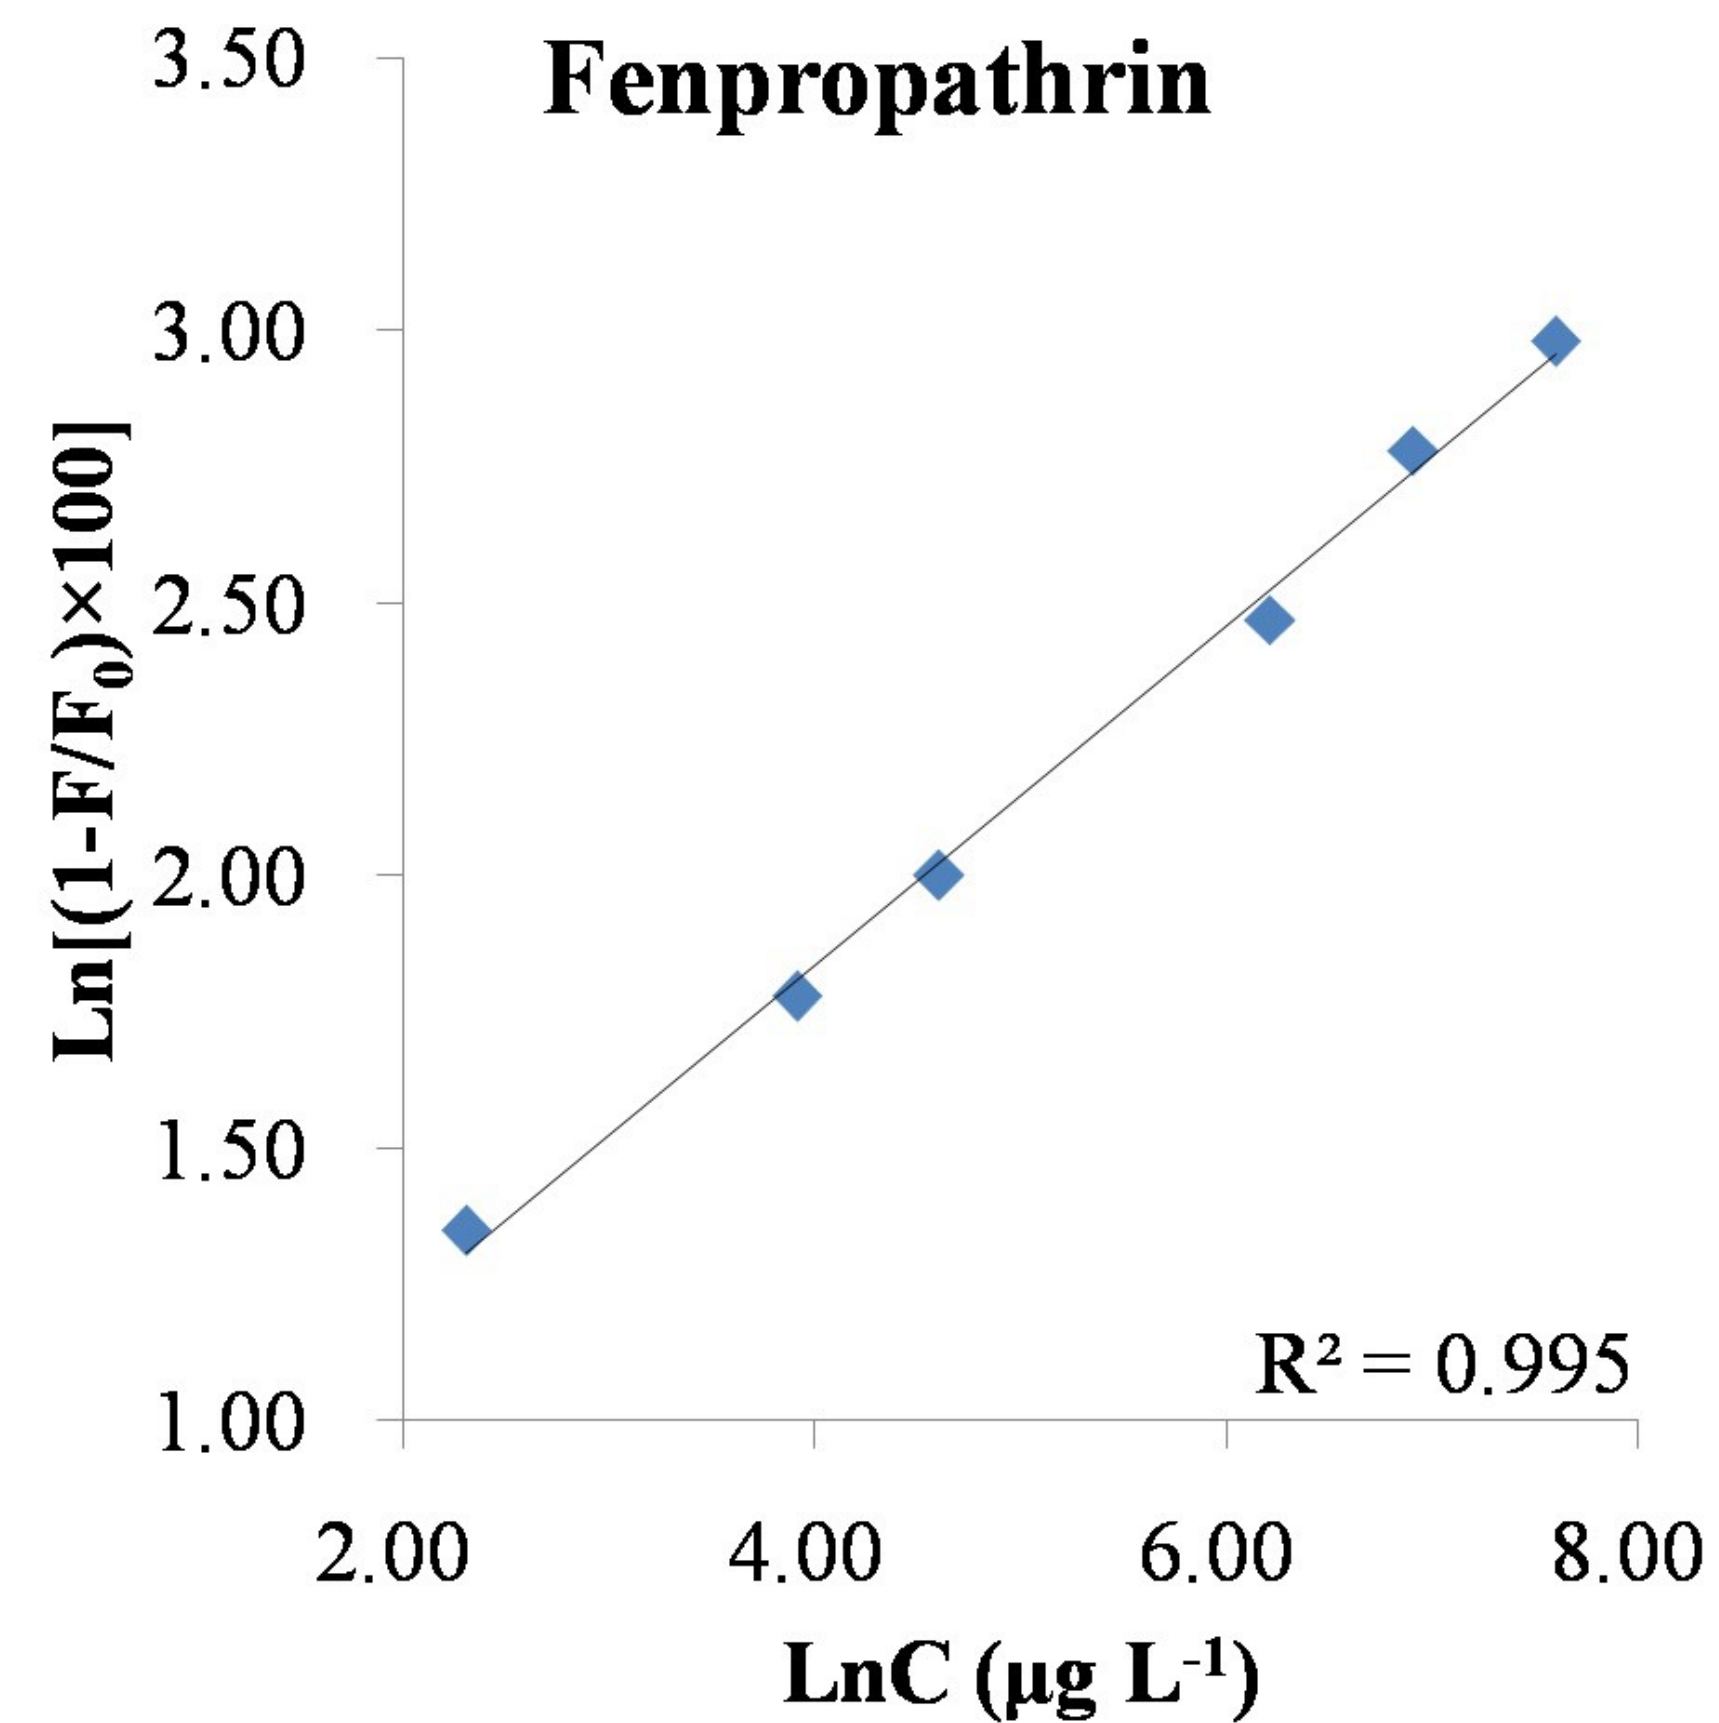 Fenpropathrin
3.50
3.00
2.50
2.00
1.50
1.00
Ln[(1-F/F₀)×100]
R² = 0.995
2.00 4.00 6.00 8.00
LnC (µg L⁻¹)